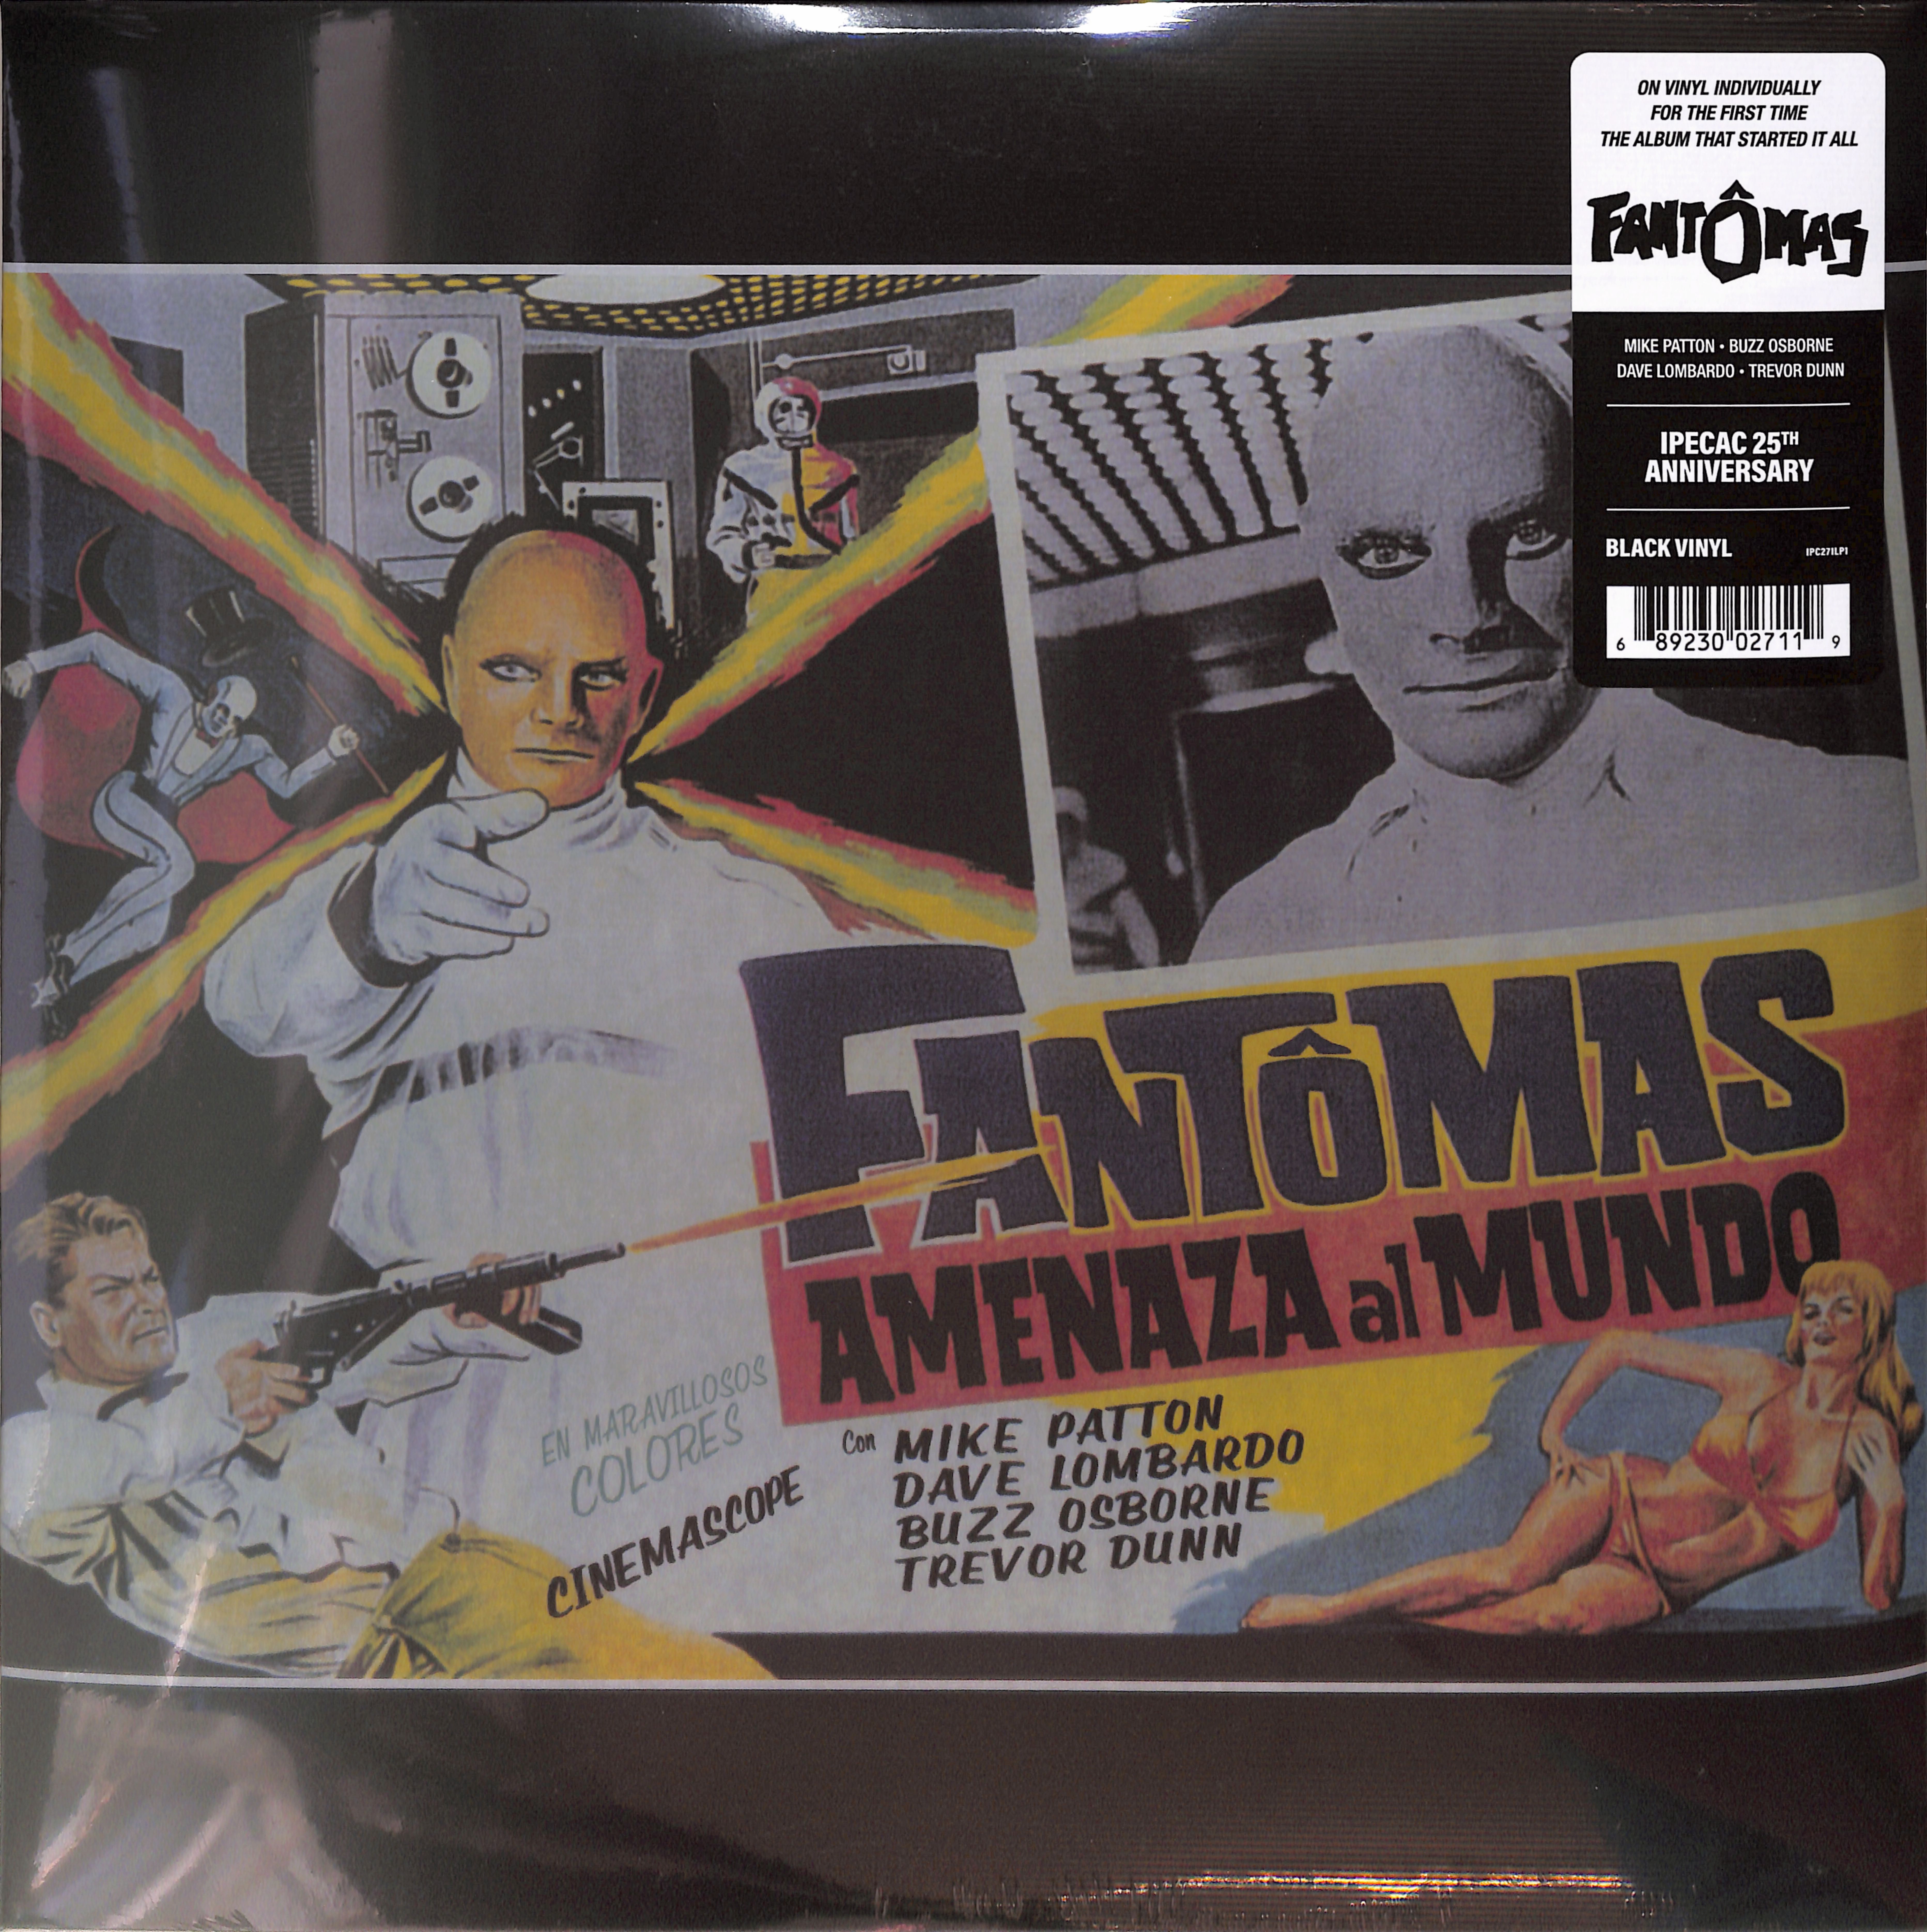 ON VINYL INDIVIDUALLY
FOR THE FIRST TIME
THE ALBUM THAT STARTED IT ALL
FANTÔMAS
MIKE PATTON • BUZZ OSBORNE
DAVE LOMBARDO • TREVOR DUNN
IPECAC 25TH
ANNIVERSARY
BLACK VINYL IPC271LP1
6 89230 02711 9
FANTÔMAS
AMENAZA al MUNDO
EN MARAVILLOSOS
COLORES
CINEMASCOPE
Con MIKE PATTON
DAVE LOMBARDO
BUZZ OSBORNE
TREVOR DUNN